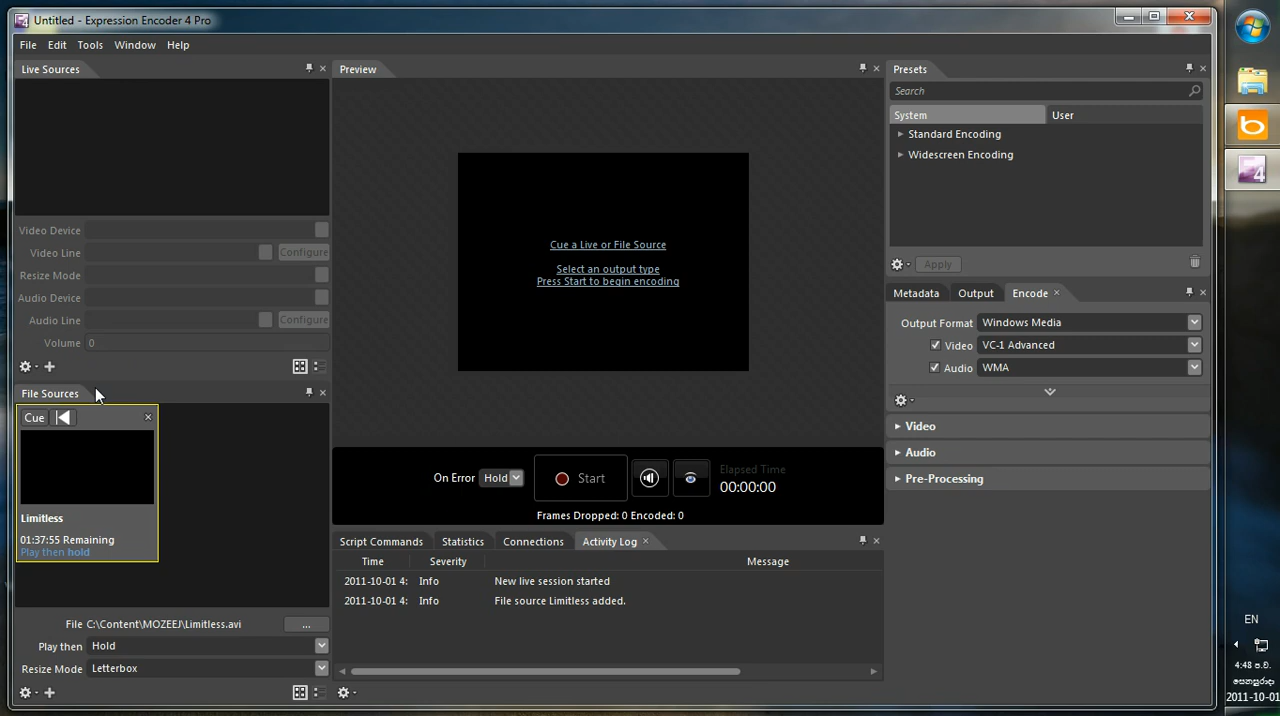 Untitled - Expression Encoder 4 Pro
File Edit Tools Window Help
Live Sources
Video Device
Video Line Configure
Resize Mode
Audio Device
Audio Line Configure
Volume 0
File Sources
Cue
Limitless
01:37:55 Remaining
Play then hold
File C:\Content\MOZEEJ\Limitless.avi ...
Play then Hold
Resize Mode Letterbox
Preview
Cue a Live or File Source
Select an output type
Press Start to begin encoding
On Error Hold Start Elapsed Time
00:00:00
Frames Dropped: 0 Encoded: 0
Script Commands Statistics Connections Activity Log
Time Severity Message
2011-10-01 4: Info New live session started
2011-10-01 4: Info File source Limitless added.
Presets
Search
System User
Standard Encoding
Widescreen Encoding
Apply
Metadata Output Encode
Output Format Windows Media
Video VC-1 Advanced
Audio WMA
Video
Audio
Pre-Processing
4
b
4
EN
4:48 ප.ව.
සෙනසුරාදා
2011-10-01